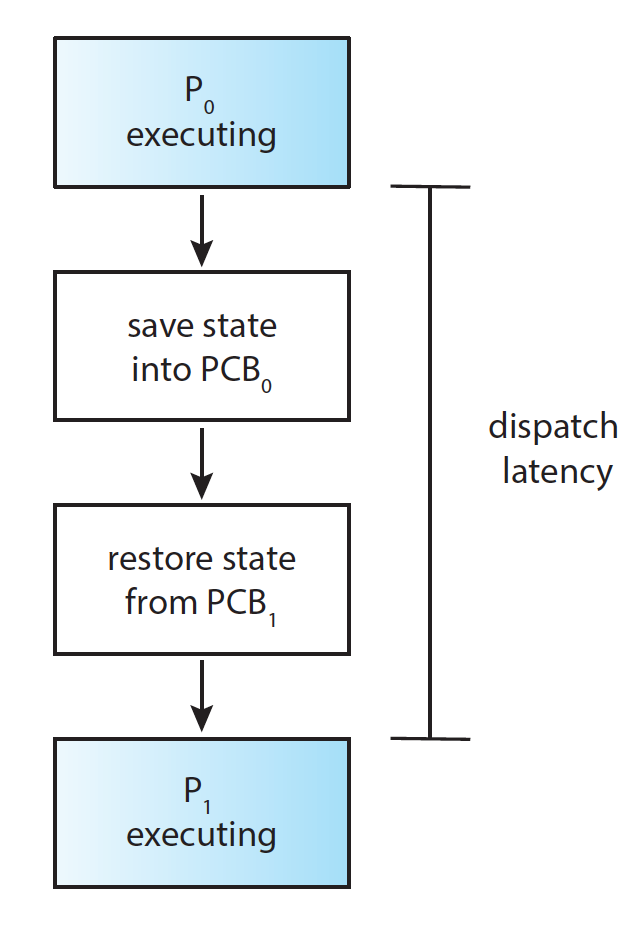 P₀
executing
save state
into PCB₀
restore state
from PCB₁
P₁
executing
dispatch
latency